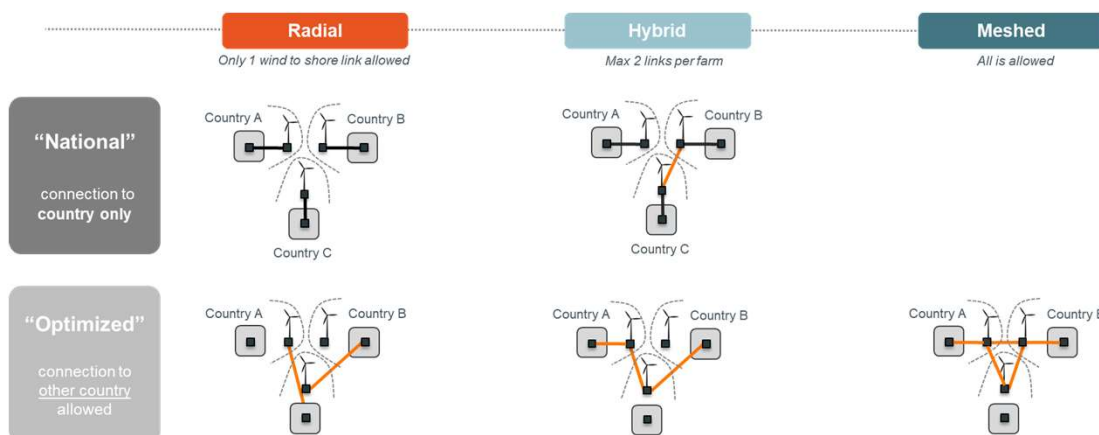 Radial
Hybrid
Meshed
Only 1 wind to shore link allowed
Max 2 links per farm
All is allowed
“National”
connection to
country only
Country A
Country B
Country C
Country A
Country B
Country C
“Optimized”
connection to
other country
allowed
Country A
Country B
Country A
Country B
Country A
Country B